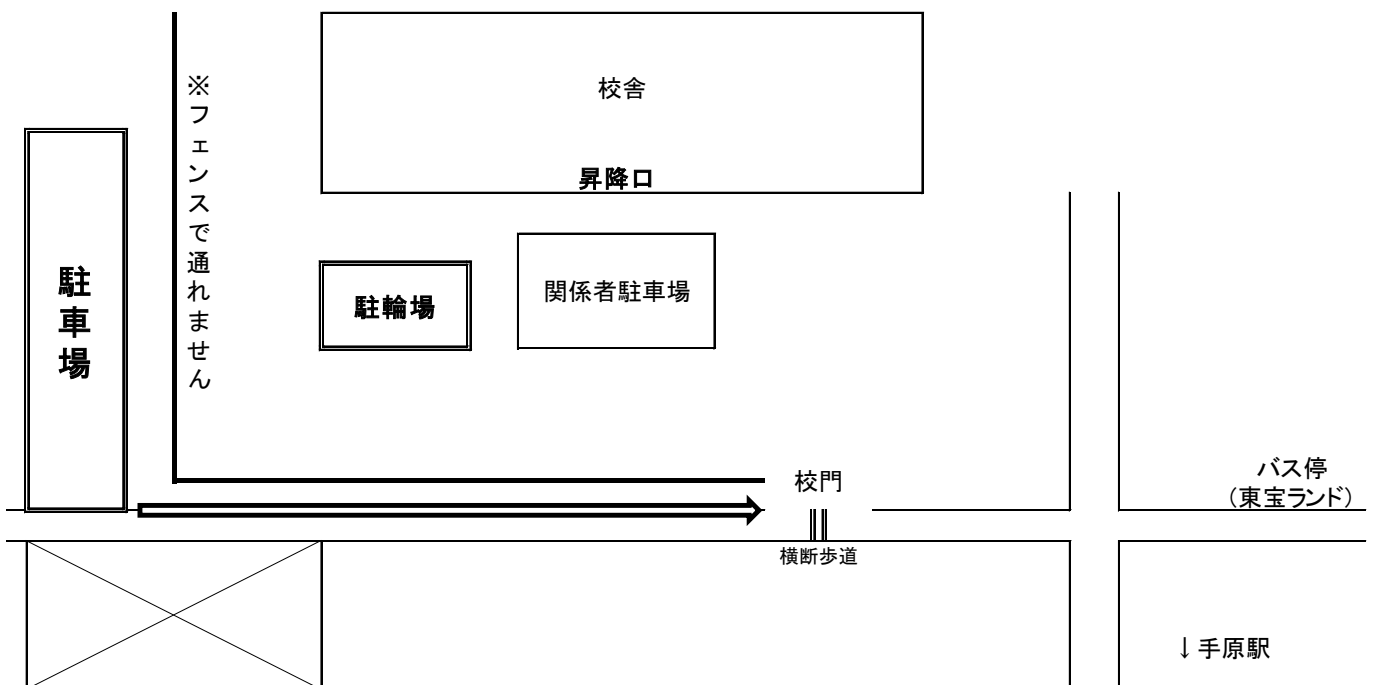 校舎
昇降口
※フェンスで通れません
駐車場
駐輪場
関係者駐車場
校門
横断歩道
バス停
(東宝ランド)
↓手原駅